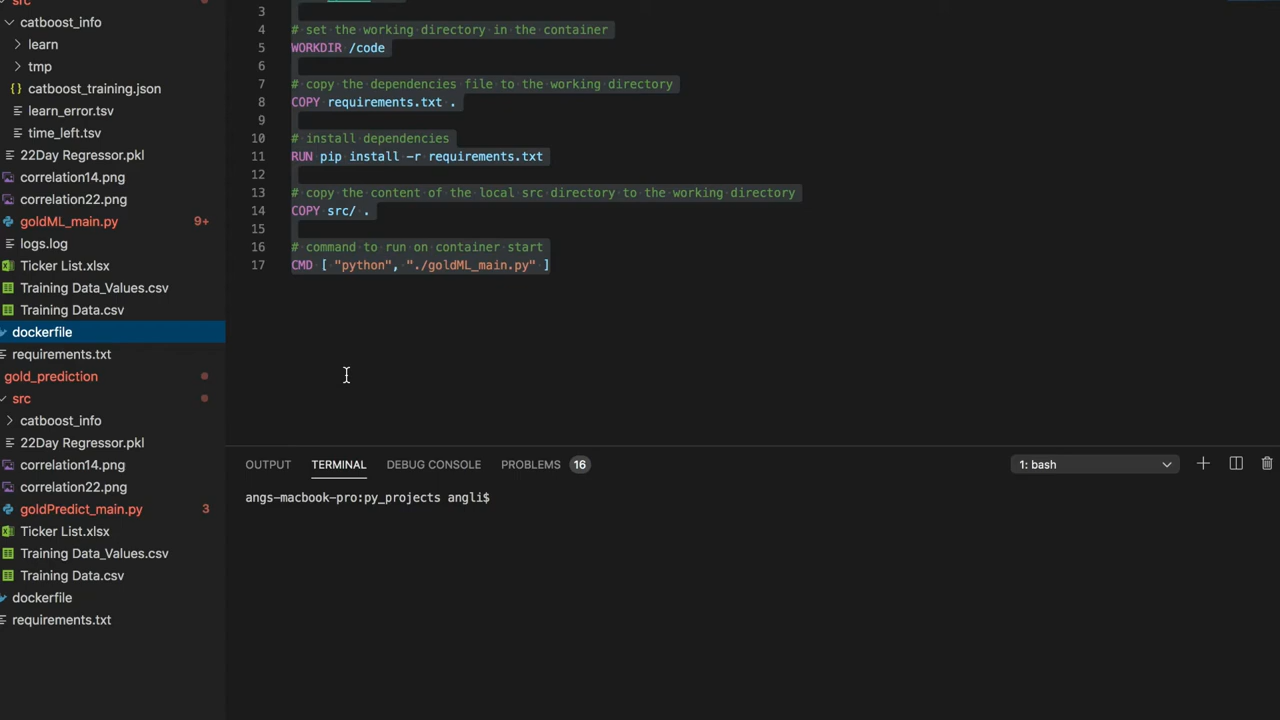 src
catboost_info
learn
tmp
catboost_training.json
learn_error.tsv
time_left.tsv
22Day Regressor.pkl
correlation14.png
correlation22.png
goldML_main.py 9+
logs.log
Ticker List.xlsx
Training Data_Values.csv
Training Data.csv
dockerfile
requirements.txt
gold_prediction
src
catboost_info
22Day Regressor.pkl
correlation14.png
correlation22.png
goldPredict_main.py 3
Ticker List.xlsx
Training Data_Values.csv
Training Data.csv
dockerfile
requirements.txt
3
4 # set the working directory in the container
5 WORKDIR /code
6
7 # copy the dependencies file to the working directory
8 COPY requirements.txt .
9
10 # install dependencies
11 RUN pip install -r requirements.txt
12
13 # copy the content of the local src directory to the working directory
14 COPY src/ .
15
16 # command to run on container start
17 CMD [ "python", "./goldML_main.py" ]
OUTPUT TERMINAL DEBUG CONSOLE PROBLEMS 16 1: bash
angs-macbook-pro:py_projects angli$